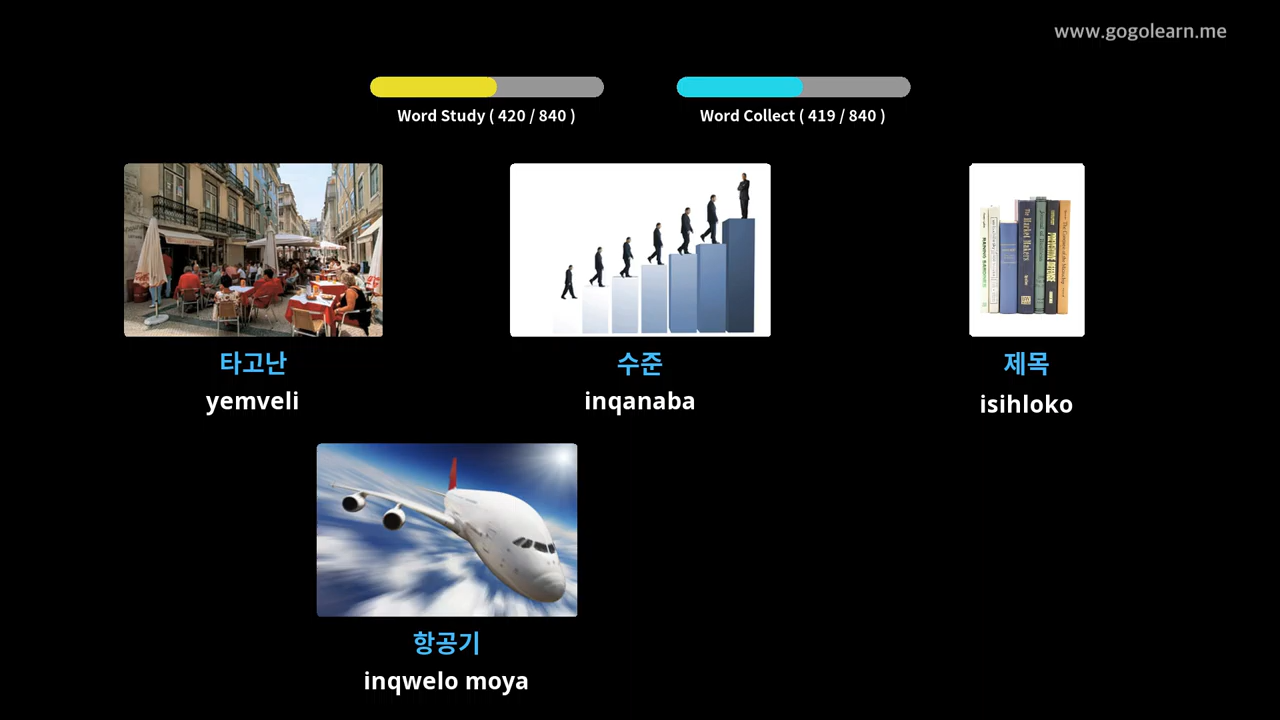 www.gogolearn.me
Word Study ( 420 / 840 )
Word Collect ( 419 / 840 )
타고난
yemveli
수준
inqanaba
제목
isihloko
항공기
inqwelo moya